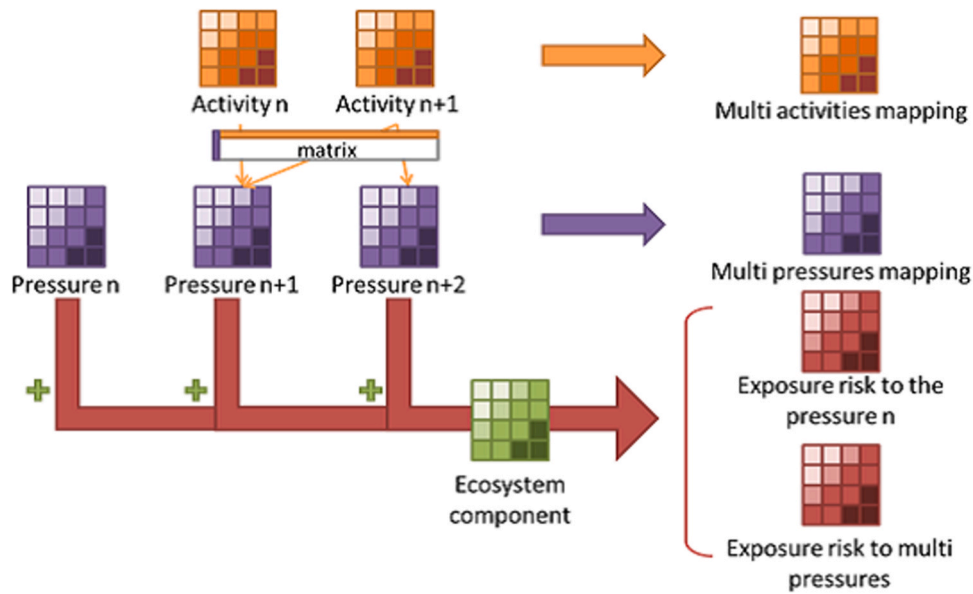 Activity n
Activity n+1
Multi activities mapping
matrix
Pressure n
Pressure n+1
Pressure n+2
Multi pressures mapping
Exposure risk to the
pressure n
Ecosystem
component
Exposure risk to multi
pressures